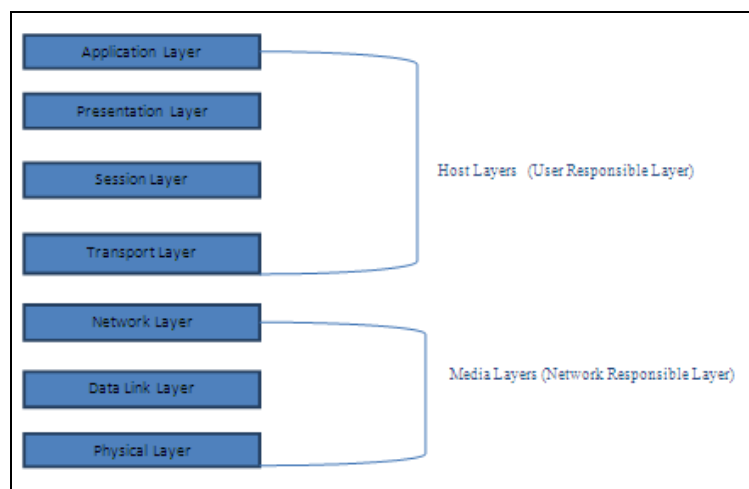 Application Layer
Presentation Layer
Session Layer
Host Layers (User Responsible Layer)
Transport Layer
Network Layer
Media Layers (Network Responsible Layer)
Data Link Layer
Physical Layer